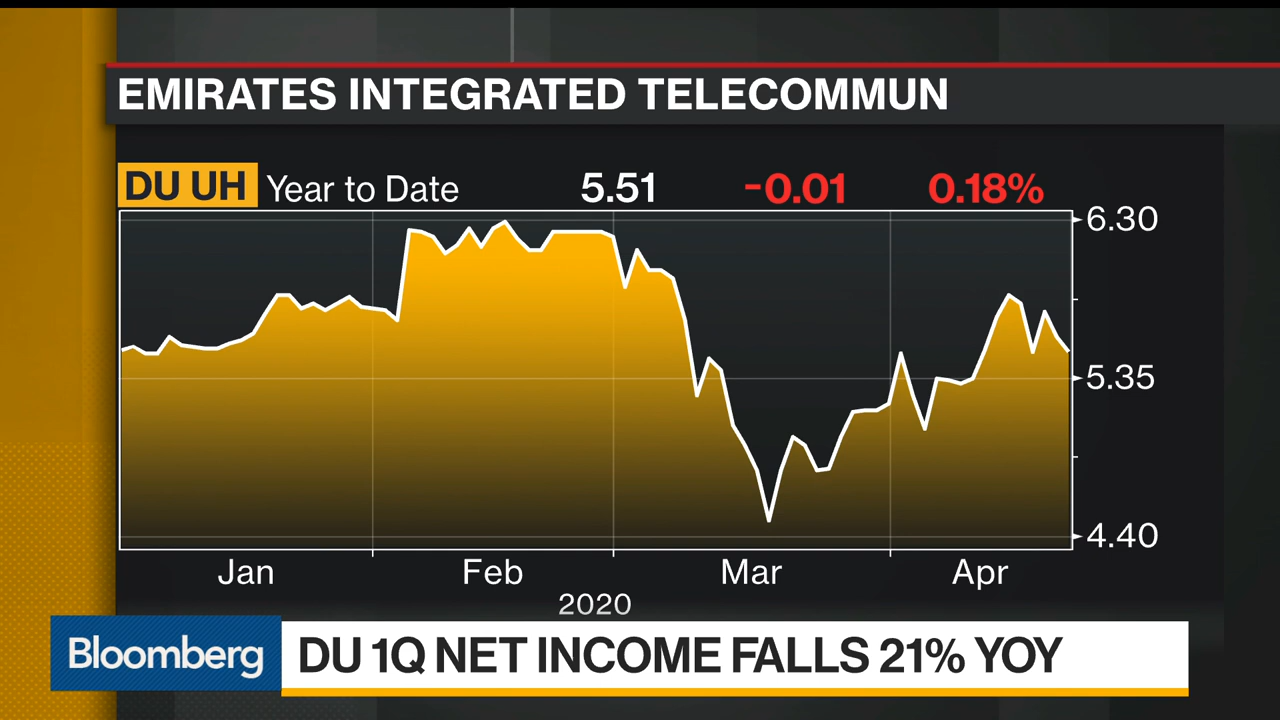 EMIRATES INTEGRATED TELECOMMUN
DU UH Year to Date 5.51 -0.01 0.18%
6.30
5.35
4.40
Jan Feb Mar Apr
2020
Bloomberg DU 1Q NET INCOME FALLS 21% YOY